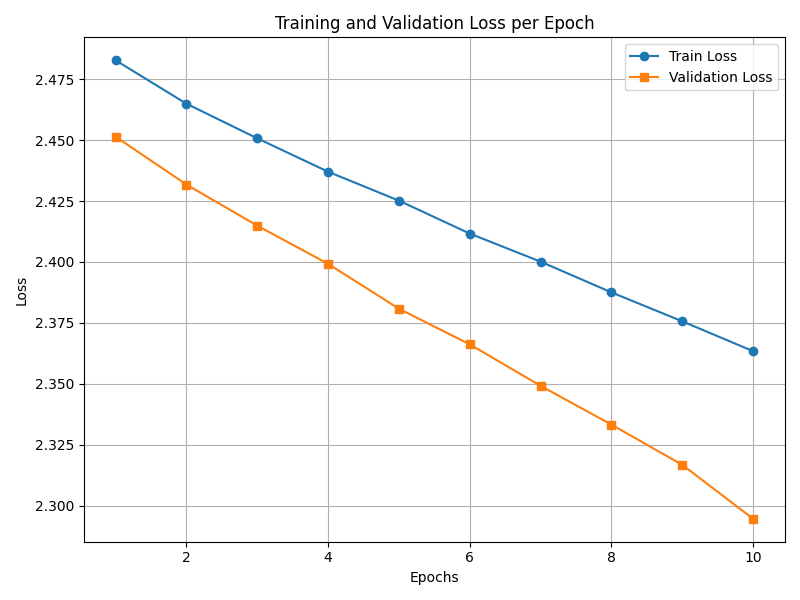 Training and Validation Loss per Epoch
Train Loss
Validation Loss
2.475
2.450
2.425
2.400
2.375
2.350
2.325
2.300
Loss
2 4 6 8 10
Epochs